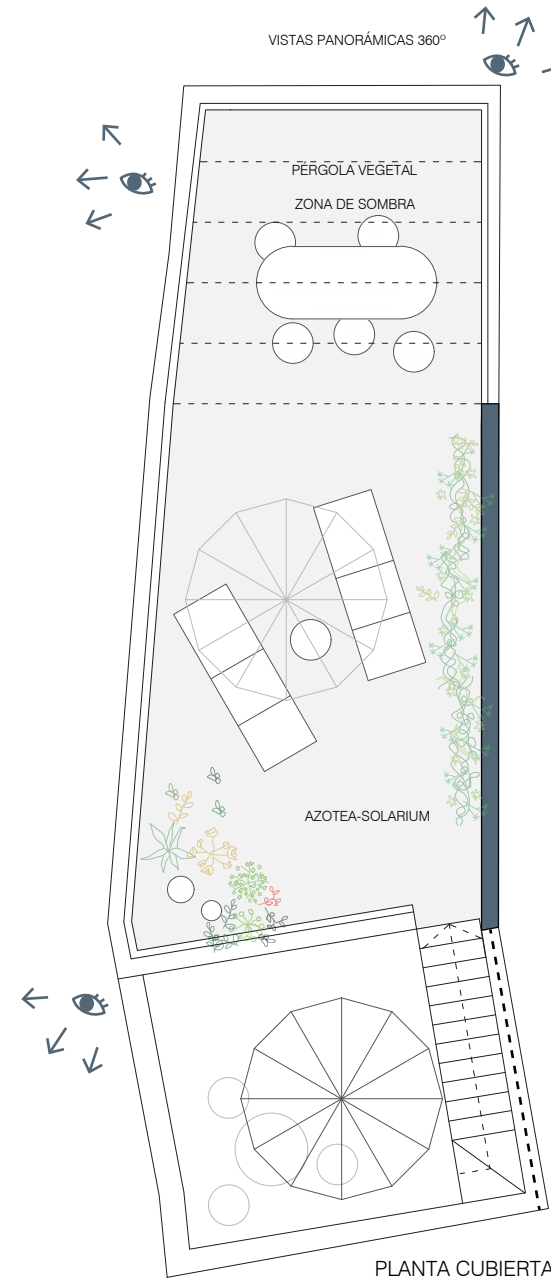 VISTAS PANORÁMICAS 360º
PÉRGOLA VEGETAL
ZONA DE SOMBRA
AZOTEA-SOLARIUM
PLANTA CUBIERTA